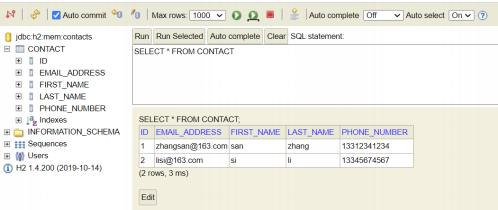 Auto commit Max rows: 1000 Auto complete Off Auto select On
jdbc:h2:mem:contacts
CONTACT
ID
EMAIL_ADDRESS
FIRST_NAME
LAST_NAME
PHONE_NUMBER
Indexes
INFORMATION_SCHEMA
Sequences
Users
H2 1.4.200 (2019-10-14)
Run Run Selected Auto complete Clear SQL statement:
SELECT * FROM CONTACT
SELECT * FROM CONTACT;
ID EMAIL_ADDRESS FIRST_NAME LAST_NAME PHONE_NUMBER
1 zhangsan@163.com san zhang 13312341234
2 lisi@163.com si li 13345674567
(2 rows, 3 ms)
Edit